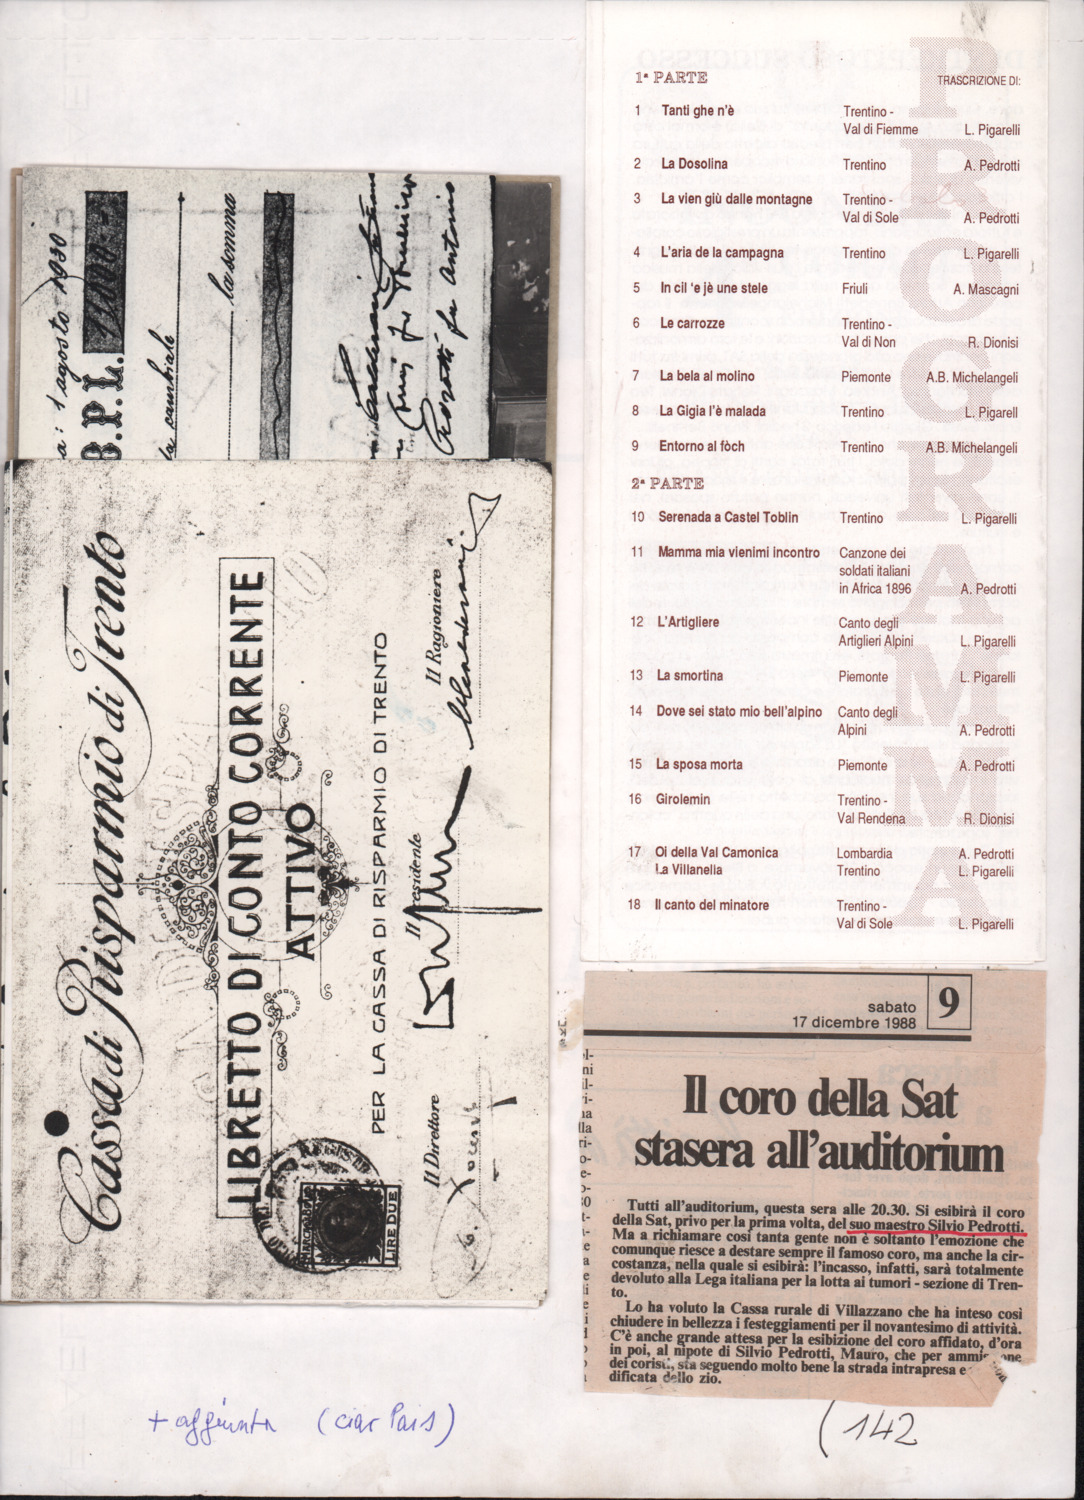 PROGRAMMA
1ª PARTE TRASCRIZIONE DI:
1 Tanti ghe n'è Trentino -
Val di Fiemme L. Pigarelli
2 La Dosolina Trentino A. Pedrotti
3 La vien giù dalle montagne Trentino -
Val di Sole A. Pedrotti
4 L'aria de la campagna Trentino L. Pigarelli
5 In cil 'e jè une stele Friuli A. Mascagni
6 Le carrozze Trentino -
Val di Non R. Dionisi
7 La bela al molino Piemonte A.B. Michelangeli
8 La Gigia l'è malada Trentino L. Pigarell
9 Entorno al fòch Trentino A.B. Michelangeli
2ª PARTE
10 Serenada a Castel Toblin Trentino L. Pigarelli
11 Mamma mia vienimi incontro Canzone dei
soldati italiani
in Africa 1896 A. Pedrotti
12 L'Artigliere Canto degli
Artiglieri Alpini L. Pigarelli
13 La smortina Piemonte L. Pigarelli
14 Dove sei stato mio bell'alpino Canto degli
Alpini A. Pedrotti
15 La sposa morta Piemonte A. Pedrotti
16 Girolemin Trentino -
Val Rendena R. Dionisi
17 Oi della Val Camonica Lombardia A. Pedrotti
La Villanella Trentino L. Pigarelli
18 Il canto del minatore Trentino -
Val di Sole L. Pigarelli
a: 1 agosto 1930
B.P.L.
la cambiale
la somma
fu Antonio
Cassa di Risparmio di Trento
LIBRETTO DI CONTO CORRENTE
ATTIVO
PER LA CASSA DI RISPARMIO DI TRENTO
Il Direttore Il Presidente Il Ragioniere
LIRE DUE
sabato
17 dicembre 1988
9
Il coro della Sat
stasera all'auditorium
Tutti all'auditorium, questa sera alle 20.30. Si esibirà il coro
della Sat, privo per la prima volta, del suo maestro Silvio Pedrotti.
Ma a richiamare così tanta gente non è soltanto l'emozione che
comunque riesce a destare sempre il famoso coro, ma anche la cir-
costanza, nella quale si esibirà: l'incasso, infatti, sarà totalmente
devoluto alla Lega italiana per la lotta ai tumori - sezione di Tren-
to.
Lo ha voluto la Cassa rurale di Villazzano che ha inteso così
chiudere in bellezza i festeggiamenti per il novantesimo di attività.
C'è anche grande attesa per la esibizione del coro affidato, d'ora
in poi, al nipote di Silvio Pedrotti, Mauro, che per
dei coristi, sta seguendo molto bene la strada intrapresa e
dificata dello zio.
+ aggiunta (ciar Pais)
(142